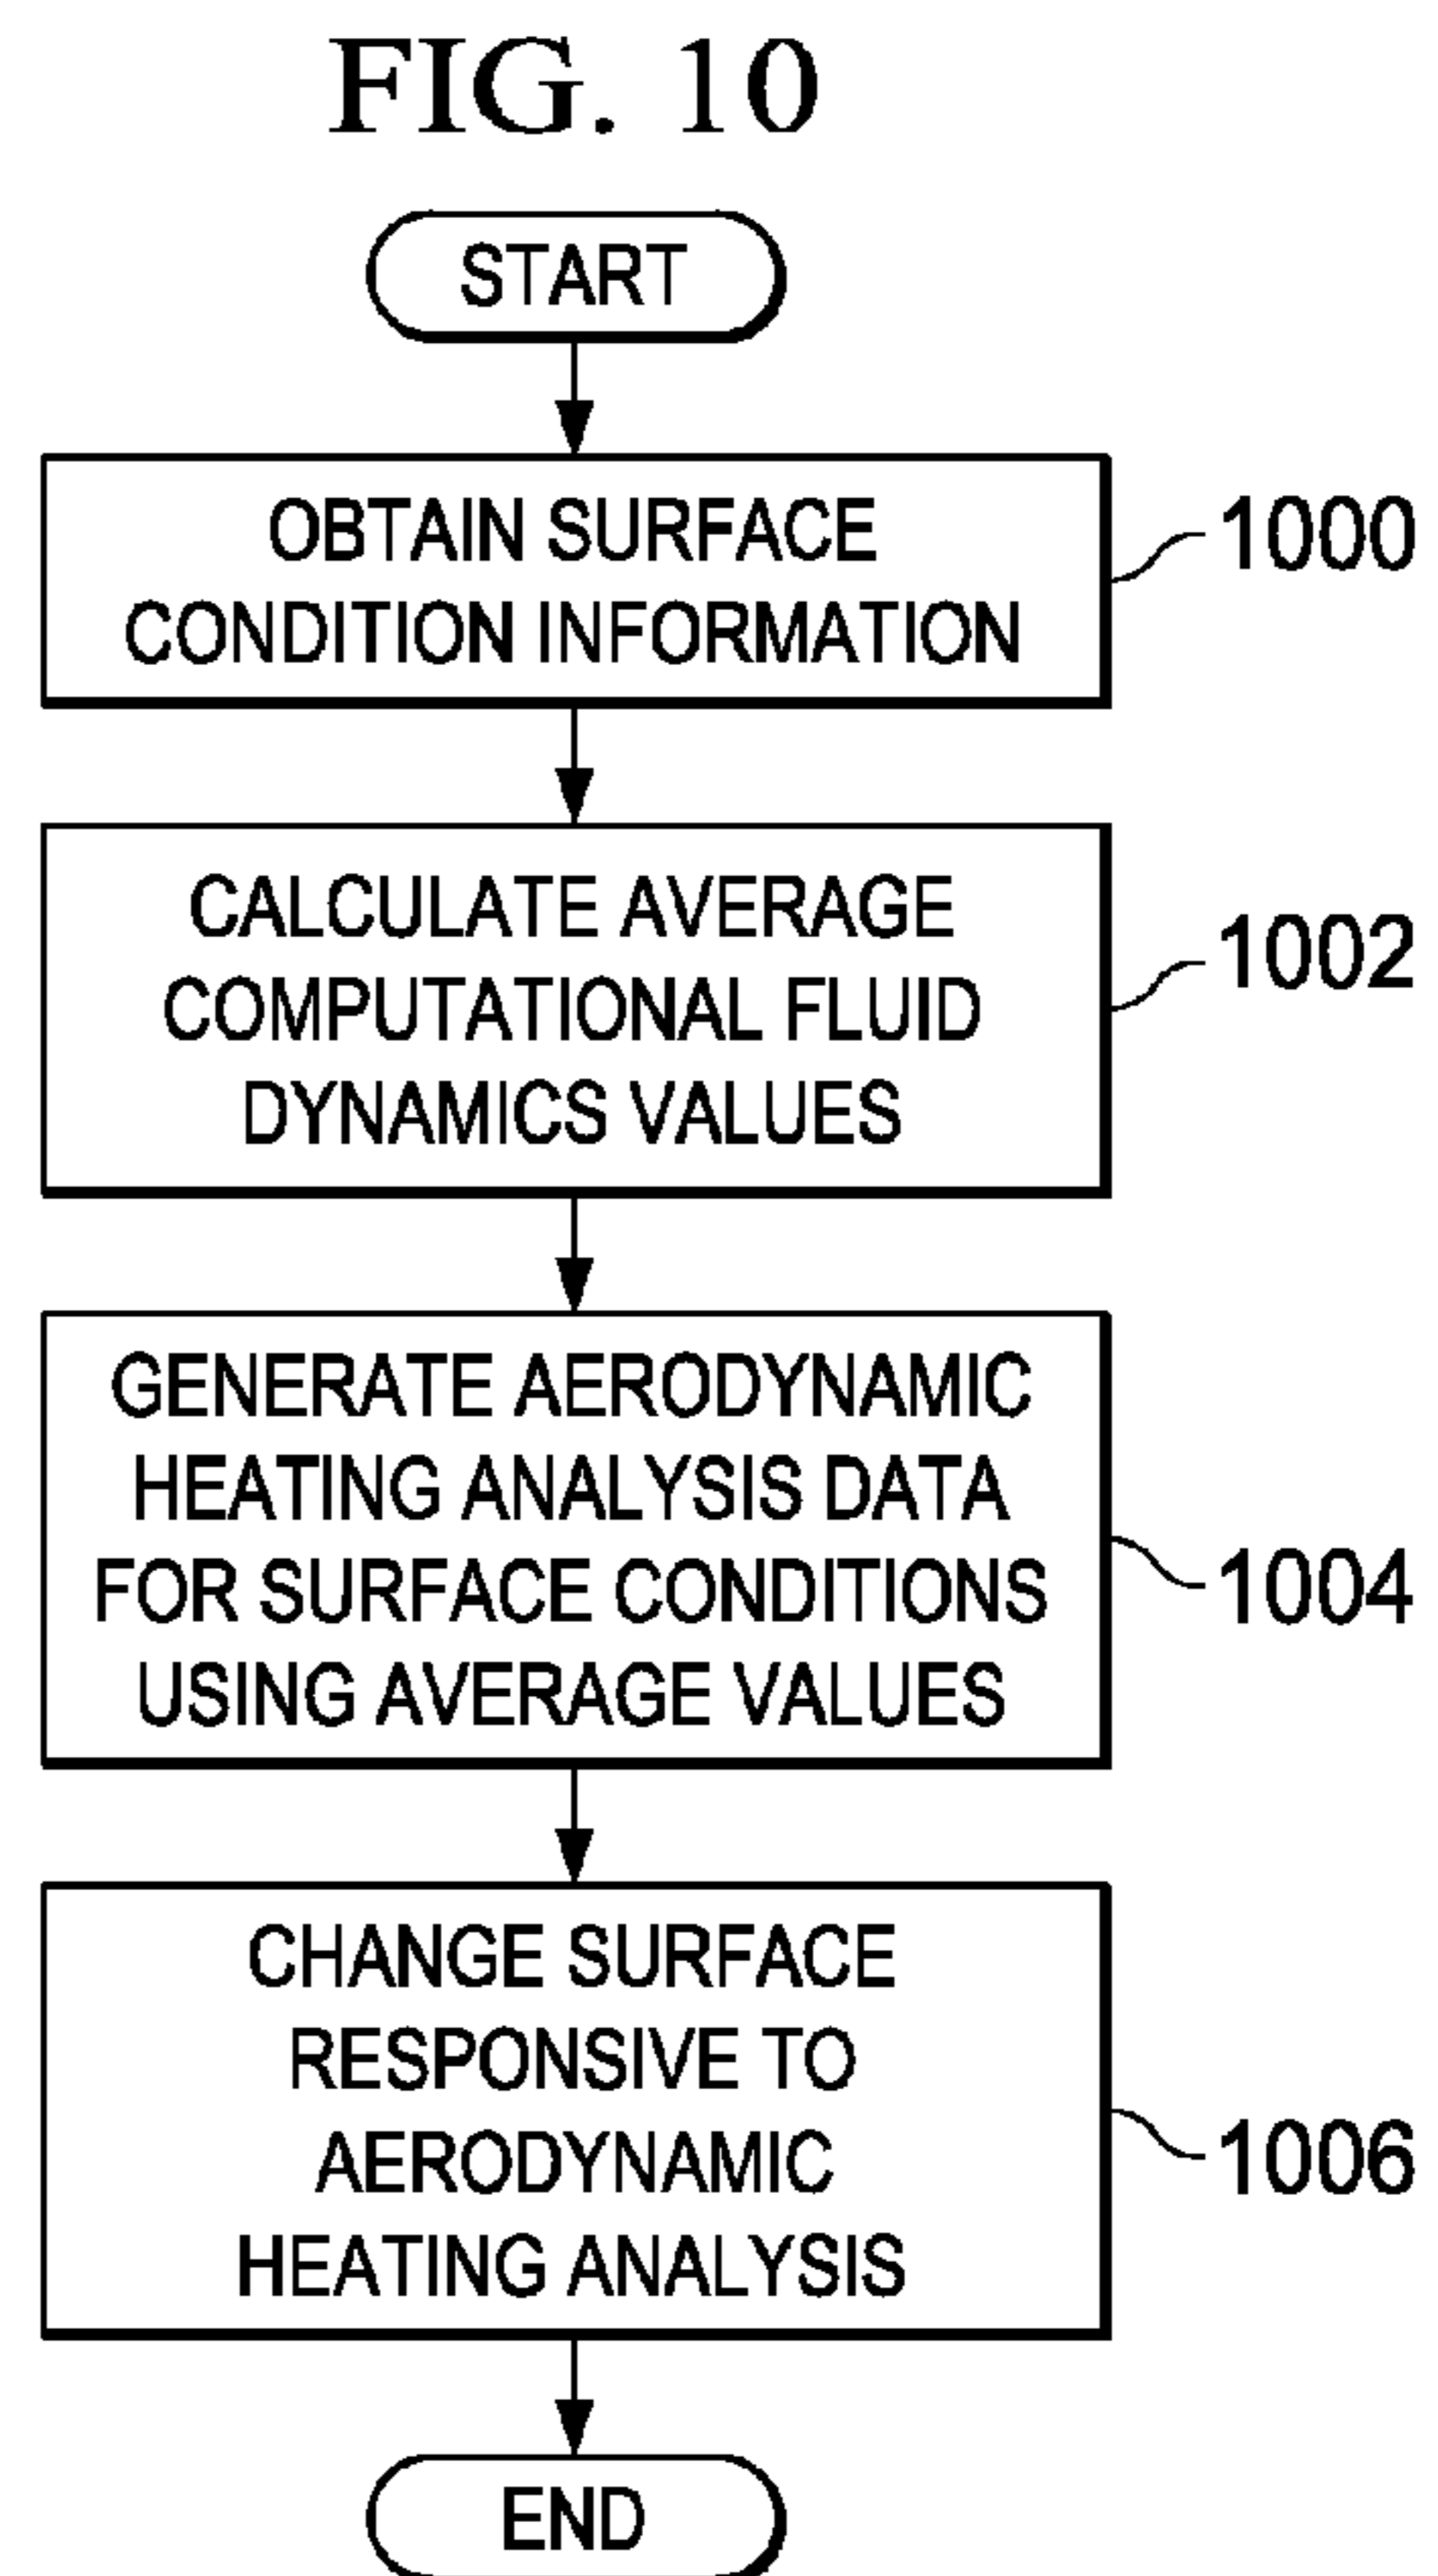 FIG. 10
START
OBTAIN SURFACE
CONDITION INFORMATION
1000
CALCULATE AVERAGE
COMPUTATIONAL FLUID
DYNAMICS VALUES
1002
GENERATE AERODYNAMIC
HEATING ANALYSIS DATA
FOR SURFACE CONDITIONS
USING AVERAGE VALUES
1004
CHANGE SURFACE
RESPONSIVE TO
AERODYNAMIC
HEATING ANALYSIS
1006
END